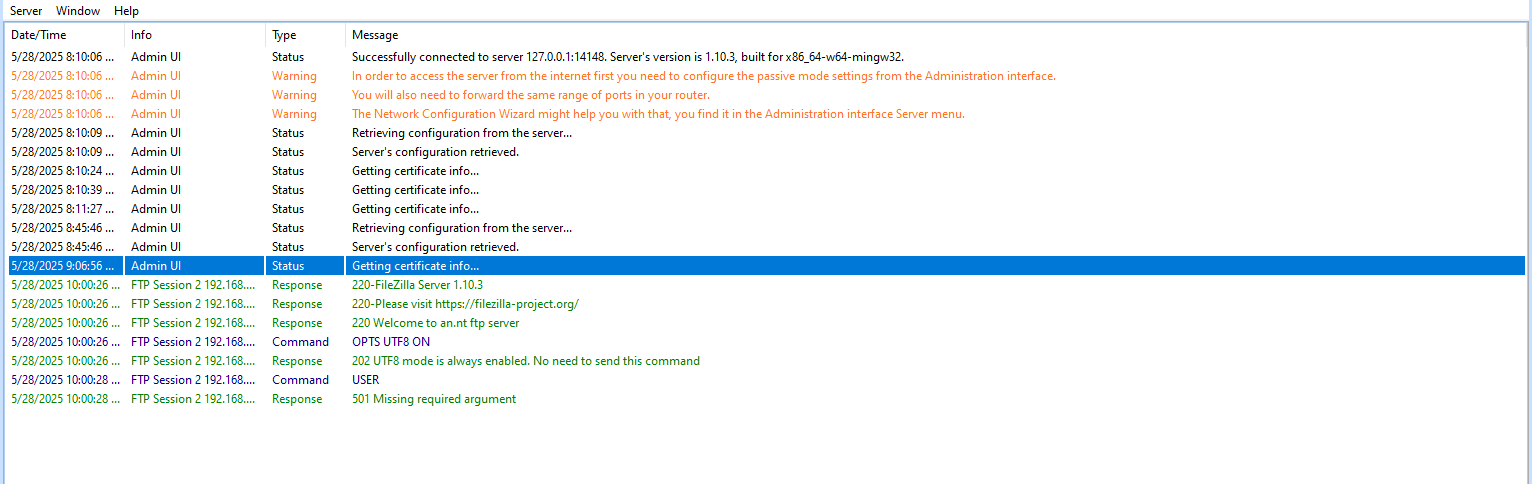 Server Window Help
Date/Time Info Type Message
5/28/2025 8:10:06 ... Admin UI Status Successfully connected to server 127.0.0.1:14148. Server's version is 1.10.3, built for x86_64-w64-mingw32.
5/28/2025 8:10:06 ... Admin UI Warning In order to access the server from the internet first you need to configure the passive mode settings from the Administration interface.
5/28/2025 8:10:06 ... Admin UI Warning You will also need to forward the same range of ports in your router.
5/28/2025 8:10:06 ... Admin UI Warning The Network Configuration Wizard might help you with that, you find it in the Administration interface Server menu.
5/28/2025 8:10:09 ... Admin UI Status Retrieving configuration from the server...
5/28/2025 8:10:09 ... Admin UI Status Server's configuration retrieved.
5/28/2025 8:10:24 ... Admin UI Status Getting certificate info...
5/28/2025 8:10:39 ... Admin UI Status Getting certificate info...
5/28/2025 8:11:27 ... Admin UI Status Getting certificate info...
5/28/2025 8:45:46 ... Admin UI Status Retrieving configuration from the server...
5/28/2025 8:45:46 ... Admin UI Status Server's configuration retrieved.
5/28/2025 9:06:56 ... Admin UI Status Getting certificate info...
5/28/2025 10:00:26 ... FTP Session 2 192.168.... Response 220-FileZilla Server 1.10.3
5/28/2025 10:00:26 ... FTP Session 2 192.168.... Response 220-Please visit https://filezilla-project.org/
5/28/2025 10:00:26 ... FTP Session 2 192.168.... Response 220 Welcome to an.nt ftp server
5/28/2025 10:00:26 ... FTP Session 2 192.168.... Command OPTS UTF8 ON
5/28/2025 10:00:26 ... FTP Session 2 192.168.... Response 202 UTF8 mode is always enabled. No need to send this command
5/28/2025 10:00:28 ... FTP Session 2 192.168.... Command USER
5/28/2025 10:00:28 ... FTP Session 2 192.168.... Response 501 Missing required argument